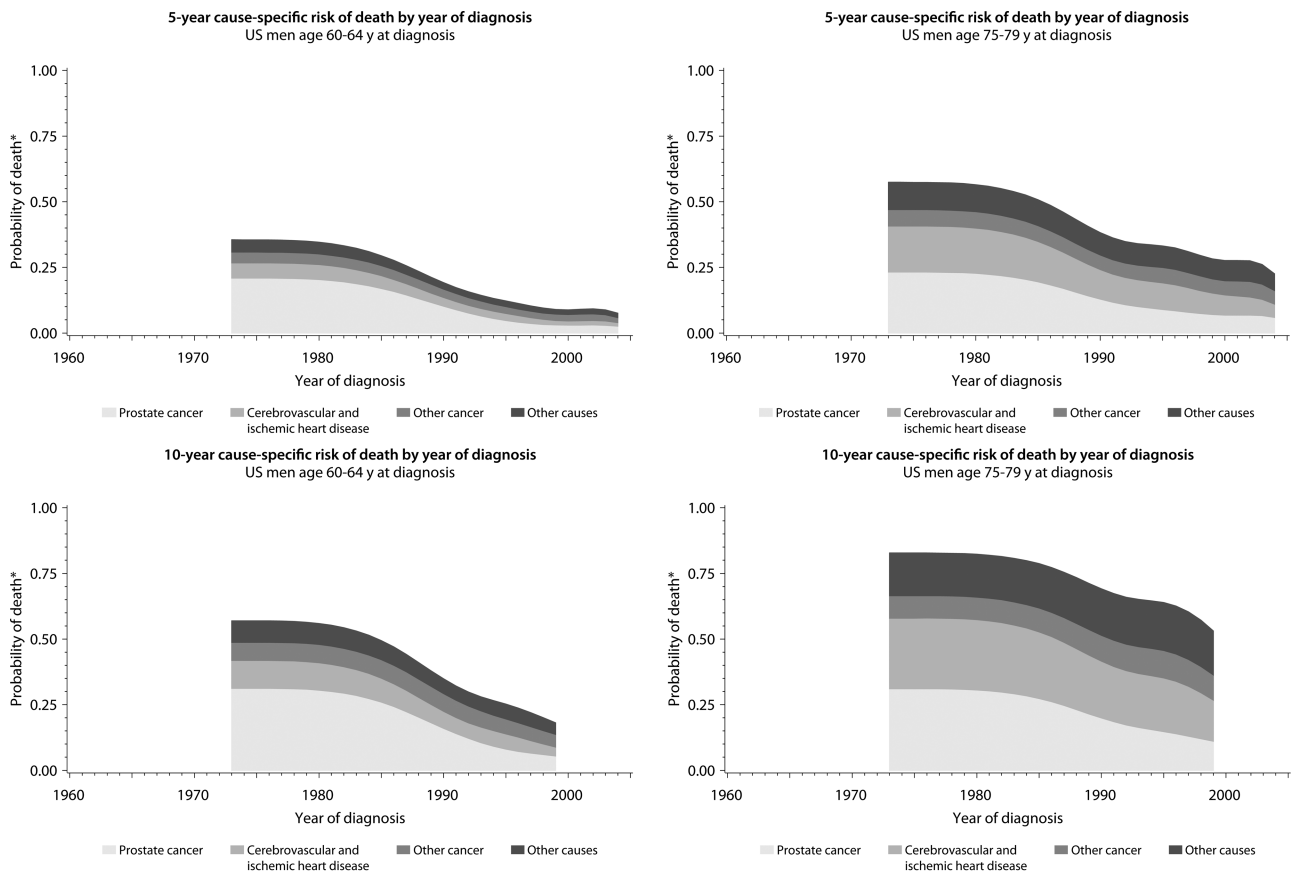 5-year cause-specific risk of death by year of diagnosis
US men age 60-64 y at diagnosis
1.00
0.75
0.50
0.25
0.00
Probability of death*
1960 1970 1980 1990 2000
Year of diagnosis
Prostate cancer
Cerebrovascular and
ischemic heart disease
Other cancer
Other causes
5-year cause-specific risk of death by year of diagnosis
US men age 75-79 y at diagnosis
1.00
0.75
0.50
0.25
0.00
Probability of death*
1960 1970 1980 1990 2000
Year of diagnosis
Prostate cancer
Cerebrovascular and
ischemic heart disease
Other cancer
Other causes
10-year cause-specific risk of death by year of diagnosis
US men age 60-64 y at diagnosis
1.00
0.75
0.50
0.25
0.00
Probability of death*
1960 1970 1980 1990 2000
Year of diagnosis
Prostate cancer
Cerebrovascular and
ischemic heart disease
Other cancer
Other causes
10-year cause-specific risk of death by year of diagnosis
US men age 75-79 y at diagnosis
1.00
0.75
0.50
0.25
0.00
Probability of death*
1960 1970 1980 1990 2000
Year of diagnosis
Prostate cancer
Cerebrovascular and
ischemic heart disease
Other cancer
Other causes